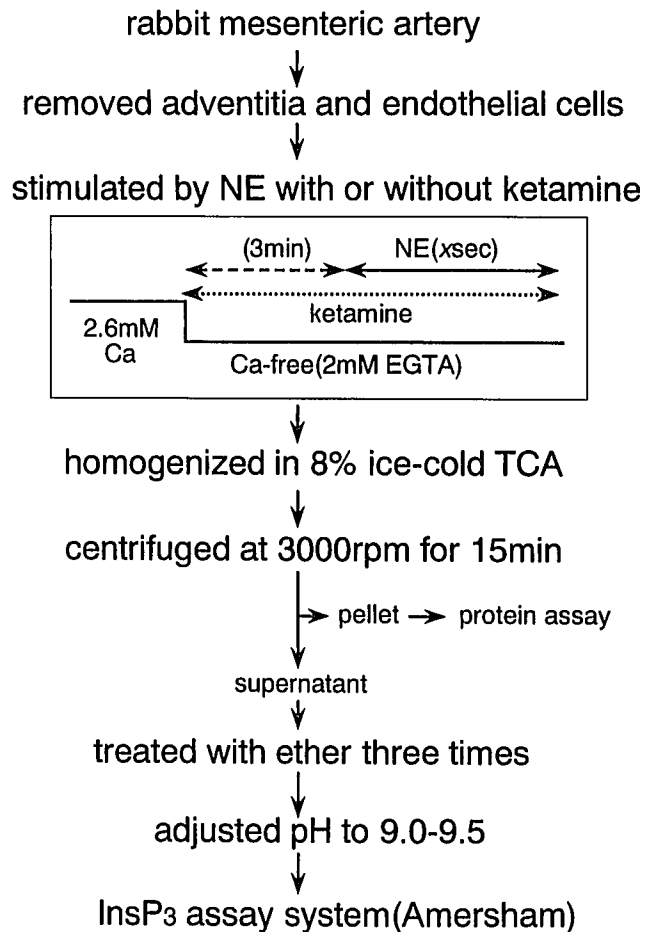 rabbit mesenteric artery
removed adventitia and endothelial cells
stimulated by NE with or without ketamine
(3min) NE(xsec)
ketamine
2.6mM
Ca
Ca-free(2mM EGTA)
homogenized in 8% ice-cold TCA
centrifuged at 3000rpm for 15min
pellet → protein assay
supernatant
treated with ether three times
adjusted pH to 9.0-9.5
InsP3 assay system(Amersham)